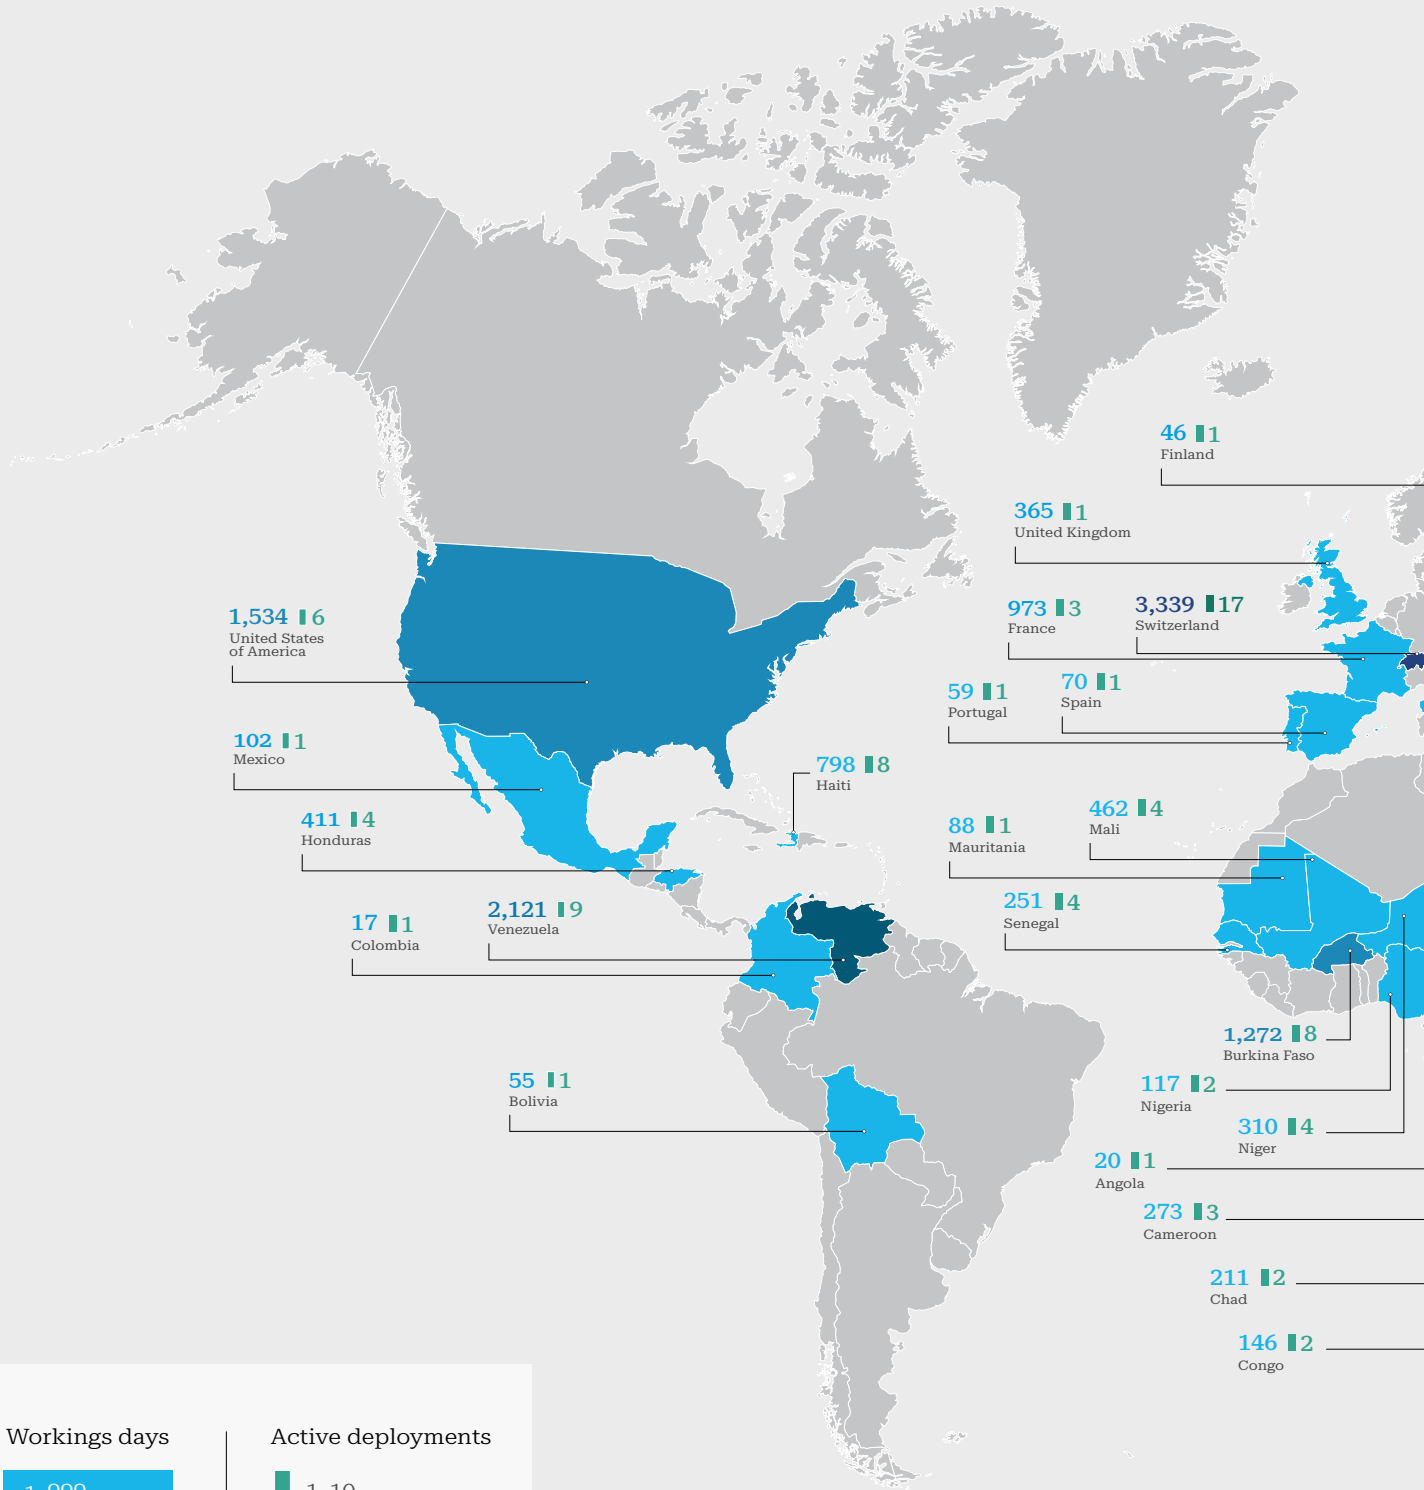 46 1
Finland
365 1
United Kingdom
973 3
France
3,339 17
Switzerland
1,534 6
United States
of America
59 1
Portugal
70 1
Spain
102 1
Mexico
798 8
Haiti
411 4
Honduras
88 1
Mauritania
462 4
Mali
251 4
Senegal
17 1
Colombia
2,121 9
Venezuela
1,272 8
Burkina Faso
55 1
Bolivia
117 2
Nigeria
310 4
Niger
20 1
Angola
273 3
Cameroon
211 2
Chad
146 2
Congo
Workings days
Active deployments
1–999
1–10